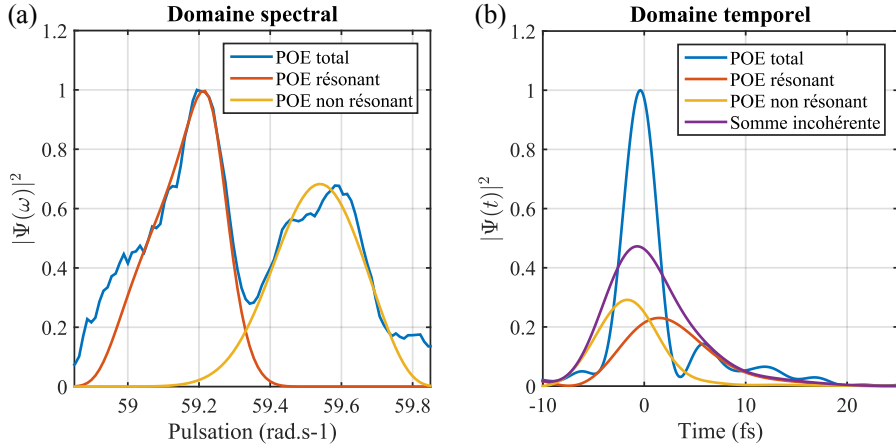 (a)
Domaine spectral
POE total
POE résonant
POE non résonant
|Ψ(ω)|²
1.2
1
0.8
0.6
0.4
0.2
0
59
59.2
59.4
59.6
59.8
Pulsation (rad.s-1)
(b)
Domaine temporel
POE total
POE résonant
POE non résonant
Somme incohérente
|Ψ(t)|²
1.2
1
0.8
0.6
0.4
0.2
0
-10
0
10
20
Time (fs)